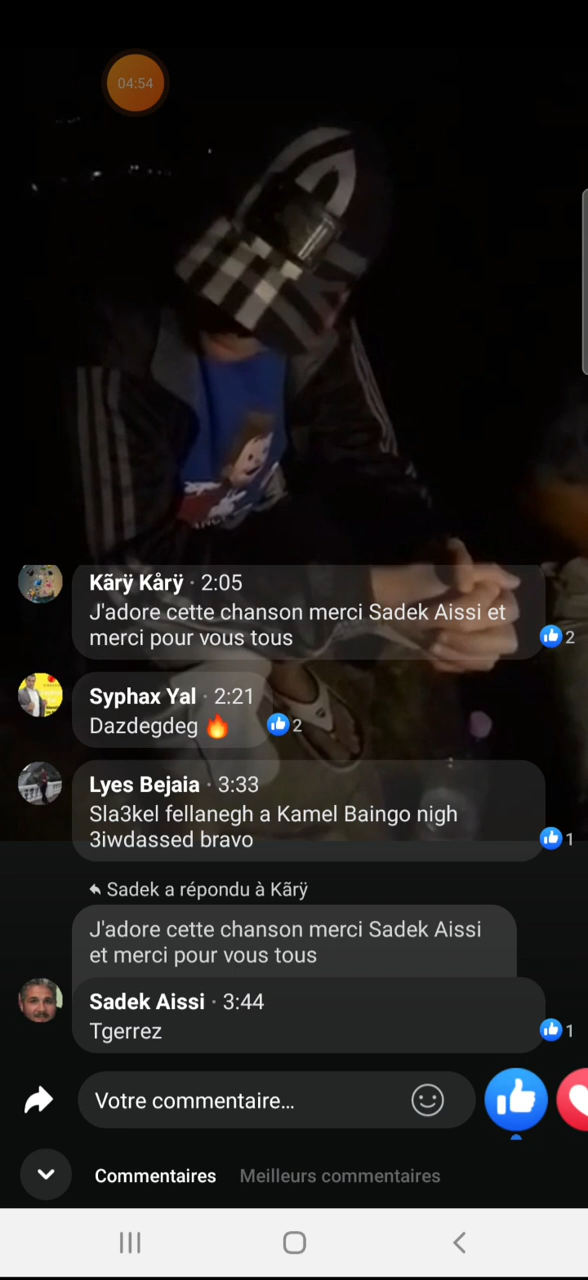 04:54
Kãrÿ Kårÿ · 2:05
J'adore cette chanson merci Sadek Aissi et
merci pour vous tous
2
Syphax Yal · 2:21
Dazdegdeg 🔥
2
Lyes Bejaia · 3:33
Sla3kel fellanegh a Kamel Baingo nigh
3iwdassed bravo
1
Sadek a répondu à Kãrÿ
J'adore cette chanson merci Sadek Aissi
et merci pour vous tous
Sadek Aissi · 3:44
Tgerrez
1
Votre commentaire...
Commentaires Meilleurs commentaires